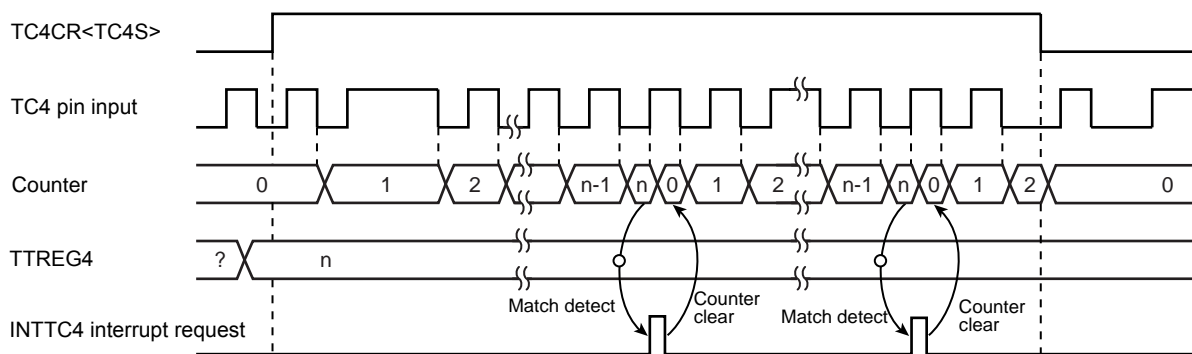 TC4CR<TC4S>
TC4 pin input
Counter
0 1 2 n-1 n 0 1 2 n-1 n 0 1 2 0
TTREG4
? n
Match detect Counter clear Match detect Counter clear
INTTC4 interrupt request